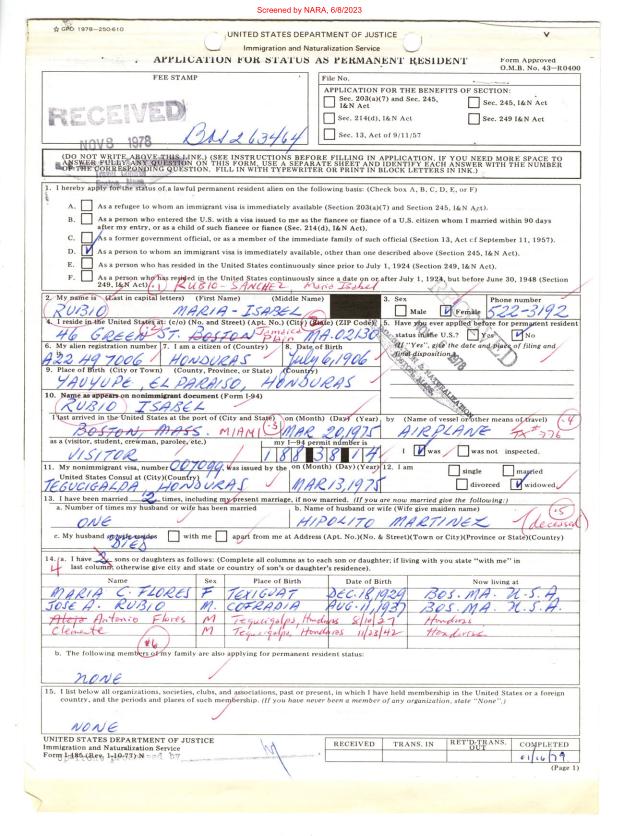 Screened by NARA, 6/8/2023
☆ GPO 1978—250-610
UNITED STATES DEPARTMENT OF JUSTICE
Immigration and Naturalization Service
APPLICATION FOR STATUS AS PERMANENT RESIDENT
Form Approved
O.M.B. No. 43—R0400
FEE STAMP
File No.
APPLICATION FOR THE BENEFITS OF SECTION:
Sec. 203(a)(7) and Sec. 245, I&N Act
Sec. 245, I&N Act
Sec. 214(d), I&N Act
Sec. 249 I&N Act
Sec. 13, Act of 9/11/57
RECEIVED
NOV 8 1978
BOS 263464
(DO NOT WRITE ABOVE THIS LINE.) (SEE INSTRUCTIONS BEFORE FILLING IN APPLICATION. IF YOU NEED MORE SPACE TO
ANSWER FULLY ANY QUESTION ON THIS FORM, USE A SEPARATE SHEET AND IDENTIFY EACH ANSWER WITH THE NUMBER
OF THE CORRESPONDING QUESTION. FILL IN WITH TYPEWRITER OR PRINT IN BLOCK LETTERS IN INK.)
1. I hereby apply for the status of a lawful permanent resident alien on the following basis: (Check box A, B, C, D, E, or F)
A. As a refugee to whom an immigrant visa is immediately available (Section 203(a)(7) and Section 245, I&N Act).
B. As a person who entered the U.S. with a visa issued to me as the fiancee or fiance of a U.S. citizen whom I married within 90 days
after my entry, or as a child of such fiancee or fiance (Sec. 214(d), I&N Act).
C. As a former government official, or as a member of the immediate family of such official (Section 13, Act of September 11, 1957).
D. As a person to whom an immigrant visa is immediately available, other than one described above (Section 245, I&N Act).
E. As a person who has resided in the United States continuously since prior to July 1, 1924 (Section 249, I&N Act).
F. As a person who has resided in the United States continuously since a date on or after July 1, 1924, but before June 30, 1948 (Section
249, I&N Act)
(1) RUBIO-SANCHEZ Maria Isabel
2. My name is (Last in capital letters) (First Name) (Middle Name)
RUBIO MARIA-ISABEL
3. Sex
Male Female
Phone number
522-3192
4. I reside in the United States at: (c/o) (No. and Street) (Apt. No.) (City) (State) (ZIP Code)
46 GREEN ST. BOSTON Jamaica Plain MA. 02130
5. Have you ever applied before for permanent resident
status in the U.S.? Yes No
(If "Yes", give the date and place of filing and
final disposition.)
6. My alien registration number
A22 497006
7. I am a citizen of (Country)
HONDURAS
8. Date of Birth
July 6, 1906
9. Place of Birth (City or Town) (County, Province, or State) (Country)
YAUYUPE, EL PARAISO, HONDURAS
10. Name as appears on nonimmigrant document (Form I-94)
RUBIO ISABEL
I last arrived in the United States at the port of (City and State) on (Month) (Day) (Year) by (Name of vessel or other means of travel)
BOSTON, MASS. MIAMI MAR 20, 1975 AIRPLANE TX# 776
as a (visitor, student, crewman, parolee, etc.) my I—94 permit number is
VISITOR 1 8 8 3 8 1 4 I was was not inspected.
11. My nonimmigrant visa, number 007099, was issued by the on (Month) (Day) (Year)
United States Consul at (City) (Country)
TEGUCIGALPA HONDURAS MAR 13, 1975
12. I am single married
divorced widowed
13. I have been married 2 times, including my present marriage, if now married. (If you are now married give the following:)
a. Number of times my husband or wife has been married b. Name of husband or wife (Wife give maiden name)
ONE HIPOLITO MARTINEZ (deceased)
c. My husband or wife resides with me apart from me at Address (Apt. No.) (No. & Street) (Town or City) (Province or State) (Country)
DIED
14. a. I have 4 sons or daughters as follows: (Complete all columns as to each son or daughter; if living with you state "with me" in
last column; otherwise give city and state or country of son's or daughter's residence).
Name Sex Place of Birth Date of Birth Now living at
MARIA C. FLORES F TEXIGUAT DEC. 18, 1929 BOS. MA. U.S.A
JOSE A. RUBIO M. COFRADIA AUG. 11, 1937 BOS. MA. U.S.A.
Alejo Antonio Flores M Tegucigalpa, Honduras 8/10/27 Honduras
Clemente M Tegucigalpa, Honduras 11/23/42 Honduras
#6
b. The following members of my family are also applying for permanent resident status:
NONE
15. I list below all organizations, societies, clubs, and associations, past or present, in which I have held membership in the United States or a foreign
country, and the periods and places of such membership. (If you have never been a member of any organization, state "None".)
NONE
UNITED STATES DEPARTMENT OF JUSTICE
Immigration and Naturalization Service
Form I-485 (Rev. 1-10-77) N
RECEIVED TRANS. IN RET'D-TRANS. OUT COMPLETED
01/16/79
(Page 1)